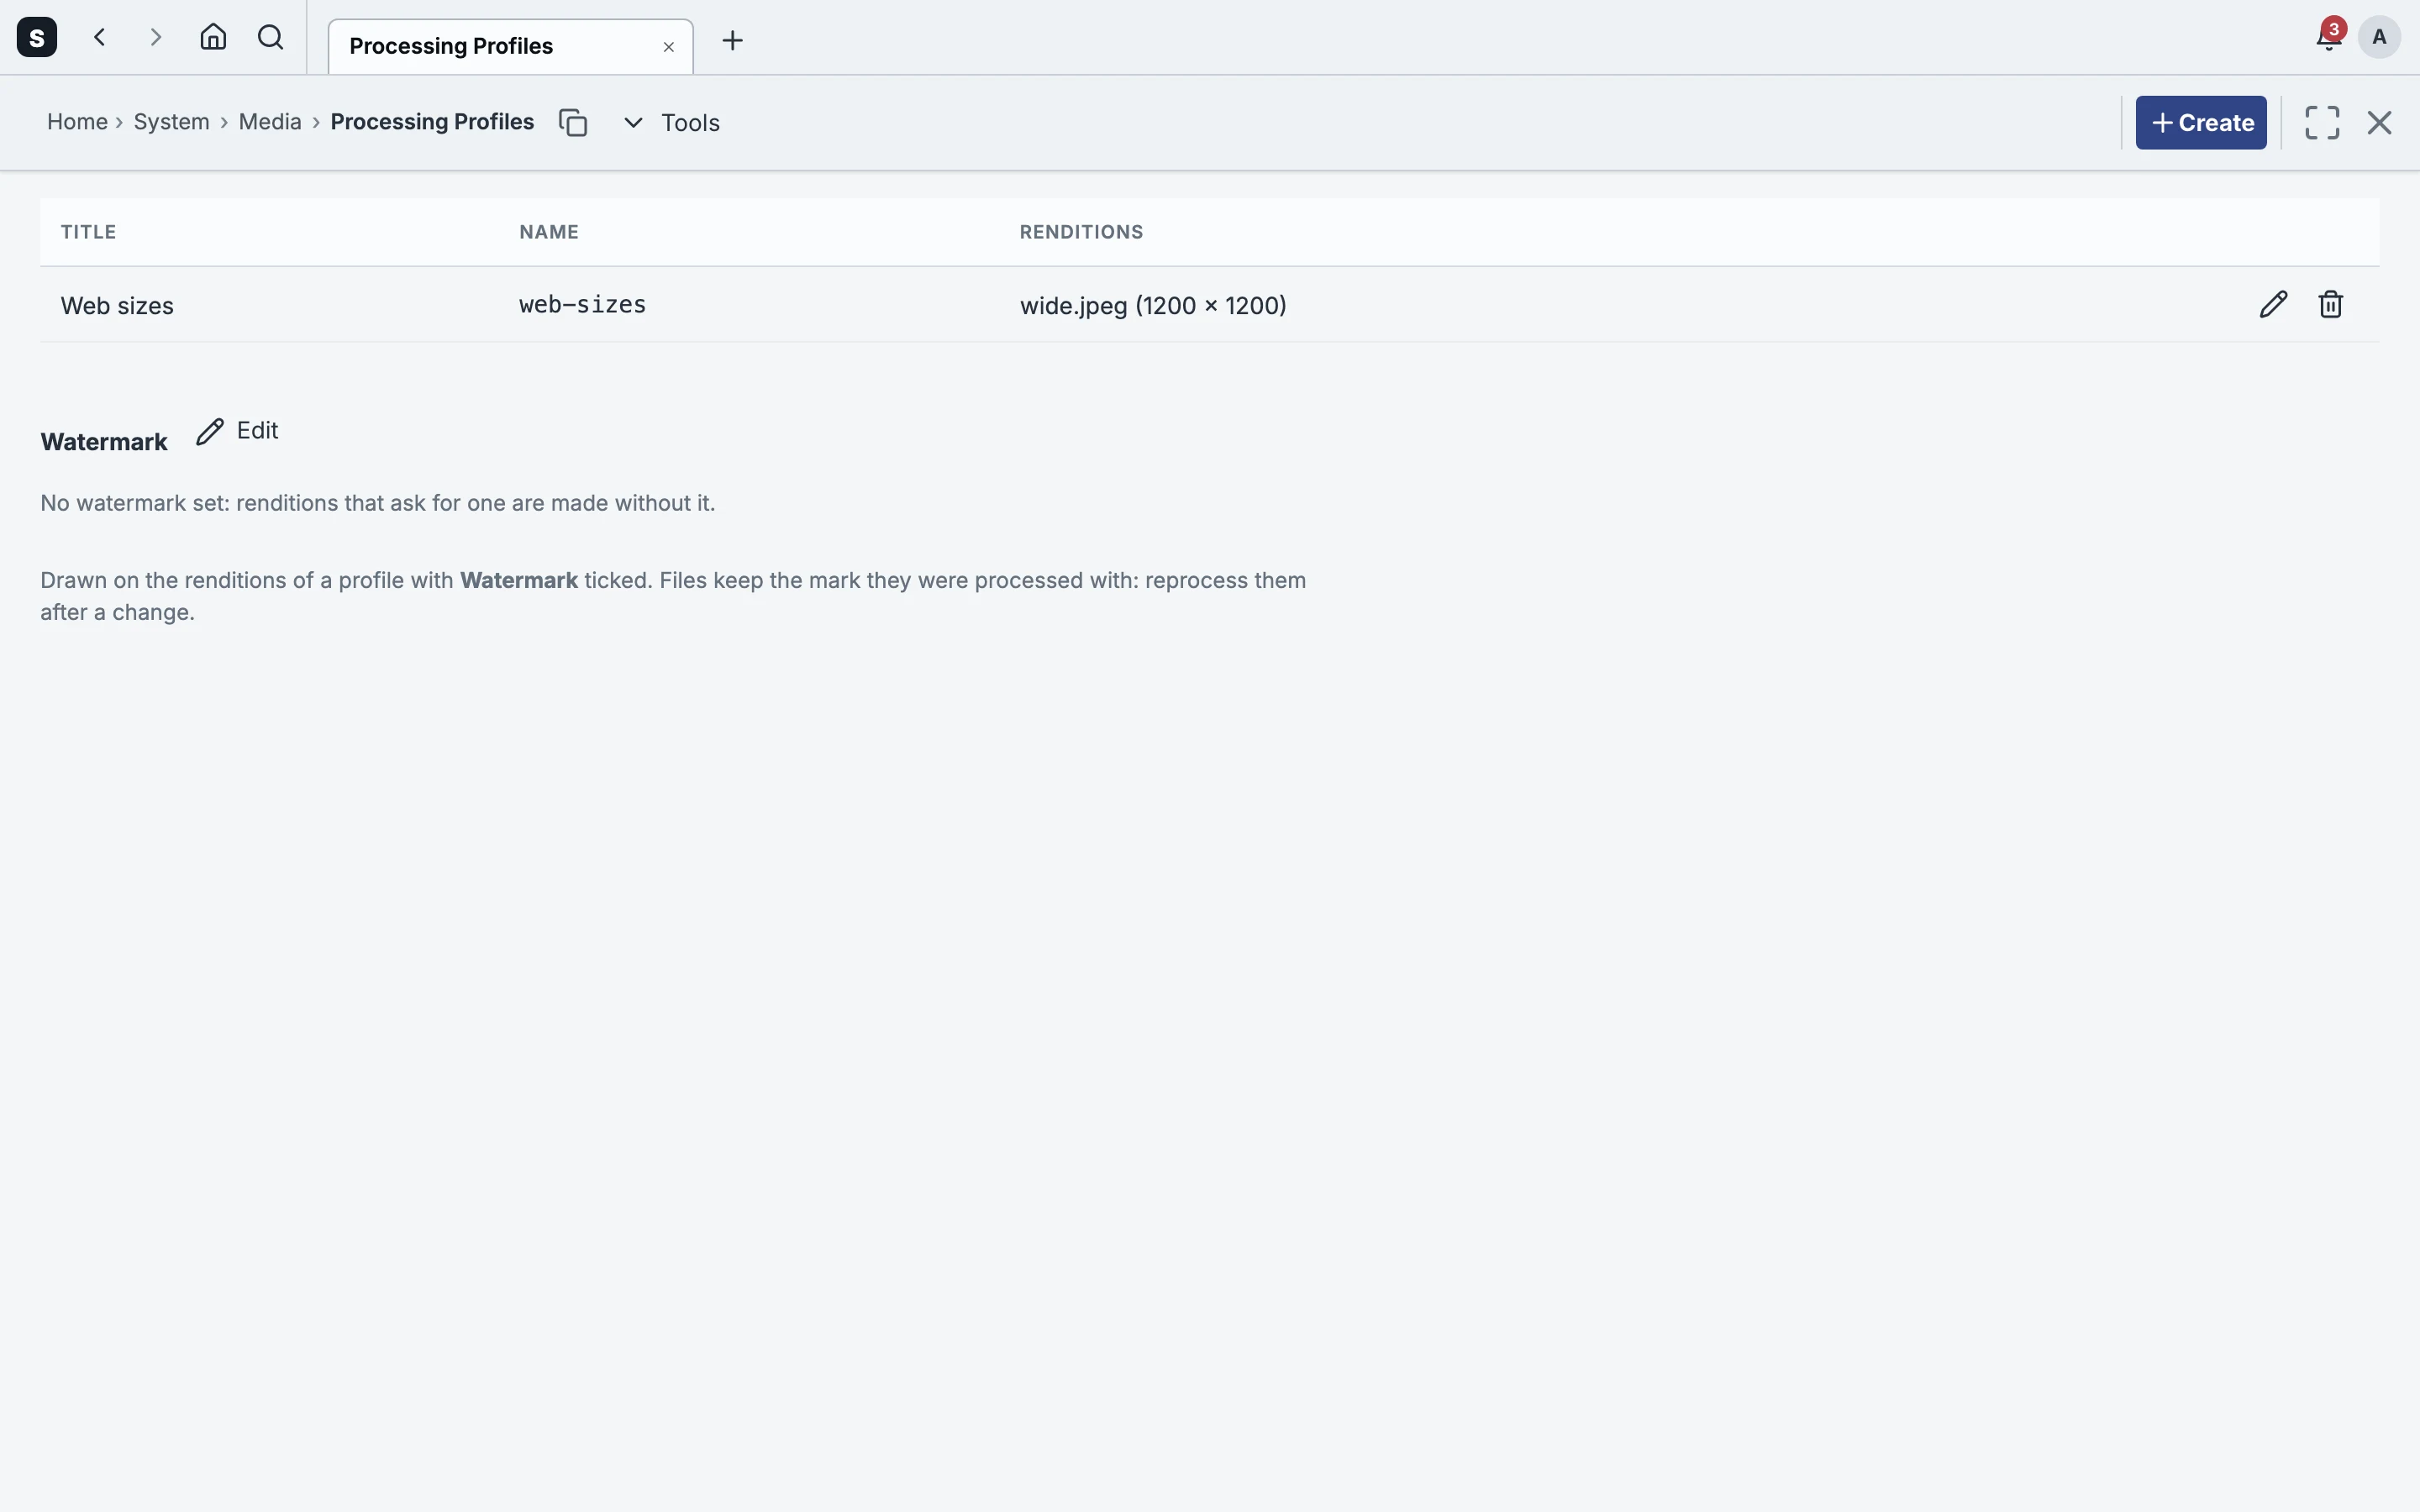 S
Processing Profiles
3
A
Home › System › Media › Processing Profiles
Tools
Create
TITLE NAME RENDITIONS
Web sizes web-sizes wide.jpeg (1200 × 1200)
Watermark Edit
No watermark set: renditions that ask for one are made without it.
Drawn on the renditions of a profile with Watermark ticked. Files keep the mark they were processed with: reprocess them
after a change.